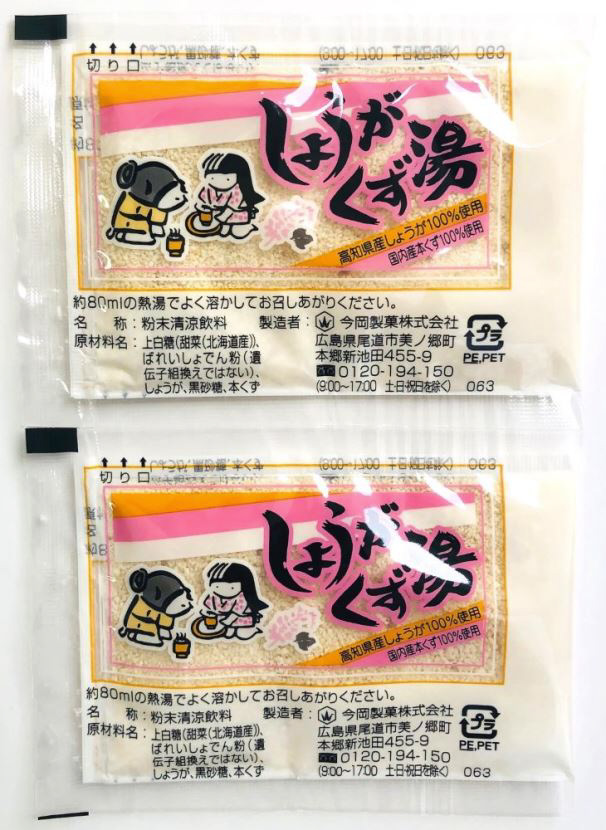 切り口
しょうが
くず湯
高知県産しょうが100%使用
国内産本くず100%使用
約80mlの熱湯でよく溶かしてお召しあがりください。
名　称：粉末清涼飲料
原材料名：上白糖(甜菜(北海道産))、
ばれいしょでん粉(遺
伝子組換えではない)、
しょうが、黒砂糖、本くず
製造者：今岡製菓株式会社
広島県尾道市美ノ郷町
本郷新池田455-9
0120-194-150
(9:00~17:00　土・日・祝日を除く)　063
プラ
PE,PET
切り口
しょうが
くず湯
高知県産しょうが100%使用
国内産本くず100%使用
約80mlの熱湯でよく溶かしてお召しあがりください。
名　称：粉末清涼飲料
原材料名：上白糖(甜菜(北海道産))、
ばれいしょでん粉(遺
伝子組換えではない)、
しょうが、黒砂糖、本くず
製造者：今岡製菓株式会社
広島県尾道市美ノ郷町
本郷新池田455-9
0120-194-150
(9:00~17:00　土・日・祝日を除く)　063
プラ
PE,PET